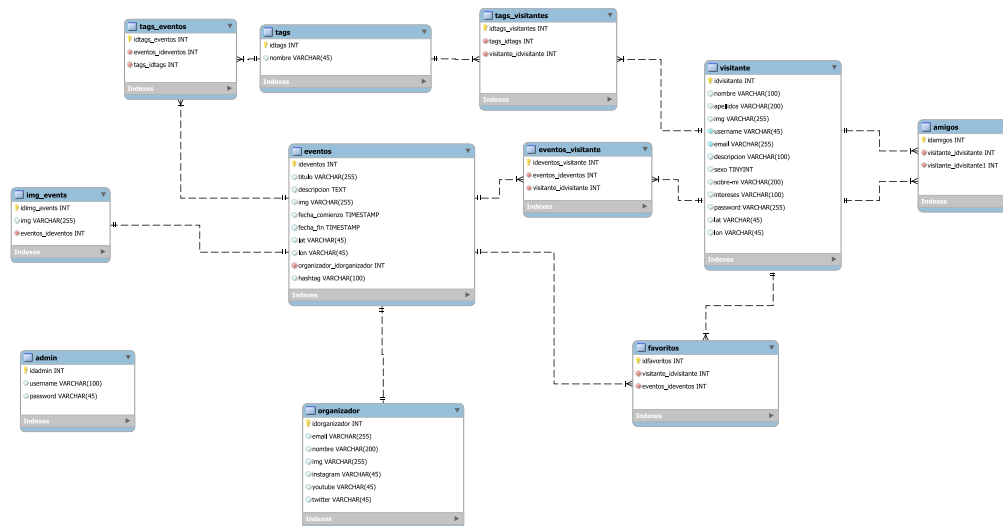 tags_eventos
idtags_eventos INT
eventos_ideventos INT
tags_idtags INT
Indexes
tags
idtags INT
nombre VARCHAR(45)
Indexes
tags_visitantes
idtags_visitantes INT
tags_idtags INT
visitante_idvisitante INT
Indexes
visitante
idvisitante INT
nombre VARCHAR(100)
apellidos VARCHAR(200)
img VARCHAR(255)
username VARCHAR(45)
email VARCHAR(255)
descripcion VARCHAR(100)
sexo TINYINT
sobre-mi VARCHAR(200)
intereses VARCHAR(100)
password VARCHAR(255)
lat VARCHAR(45)
lon VARCHAR(45)
Indexes
amigos
idamigos INT
visitante_idvisitante INT
visitante_idvisitante1 INT
Indexes
eventos
ideventos INT
titulo VARCHAR(255)
descripcion TEXT
img VARCHAR(255)
fecha_comienzo TIMESTAMP
fecha_fin TIMESTAMP
lat VARCHAR(45)
lon VARCHAR(45)
organizador_idorganizador INT
hashtag VARCHAR(100)
Indexes
eventos_visitante
ideventos_visitante INT
eventos_ideventos INT
visitante_idvisitante INT
Indexes
img_events
idimg_events INT
img VARCHAR(255)
eventos_ideventos INT
Indexes
admin
idadmin INT
username VARCHAR(100)
password VARCHAR(45)
Indexes
favoritos
idfavoritos INT
visitante_idvisitante INT
eventos_ideventos INT
Indexes
organizador
idorganizador INT
email VARCHAR(255)
nombre VARCHAR(200)
img VARCHAR(255)
instagram VARCHAR(45)
youtube VARCHAR(45)
twitter VARCHAR(45)
Indexes